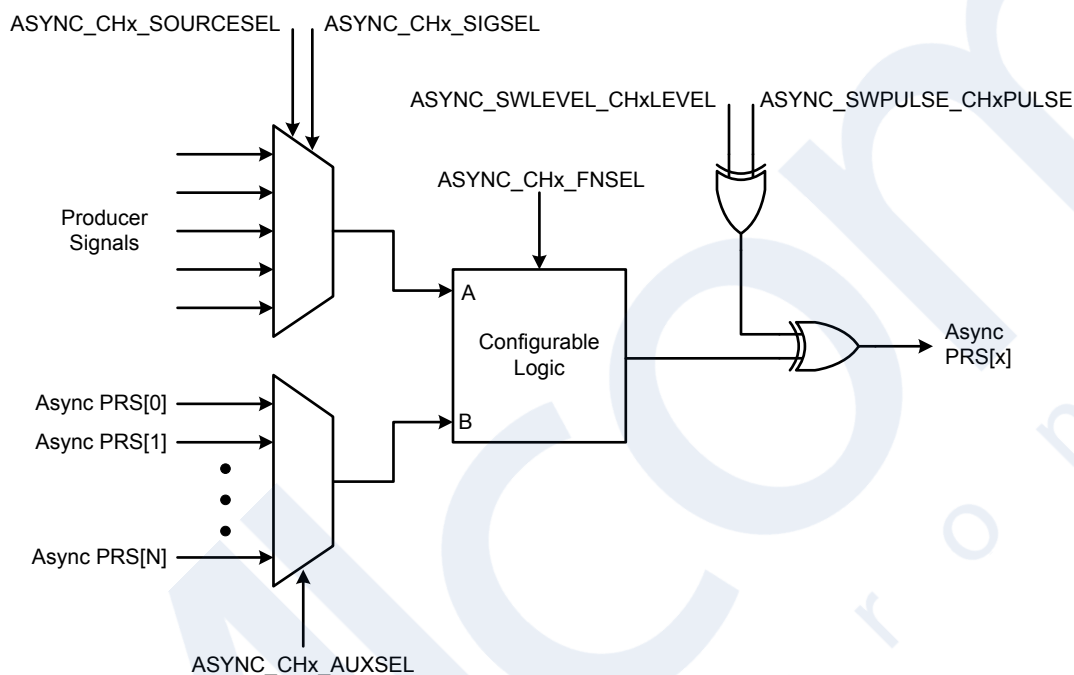 ASYNC_CHx_SOURCESEL
ASYNC_CHx_SIGSEL
ASYNC_SWLEVEL_CHxLEVEL
ASYNC_SWPULSE_CHxPULSE
ASYNC_CHx_FNSEL
Producer
Signals
A
Configurable
Logic
B
Async
PRS[x]
Async PRS[0]
Async PRS[1]
Async PRS[N]
ASYNC_CHx_AUXSEL